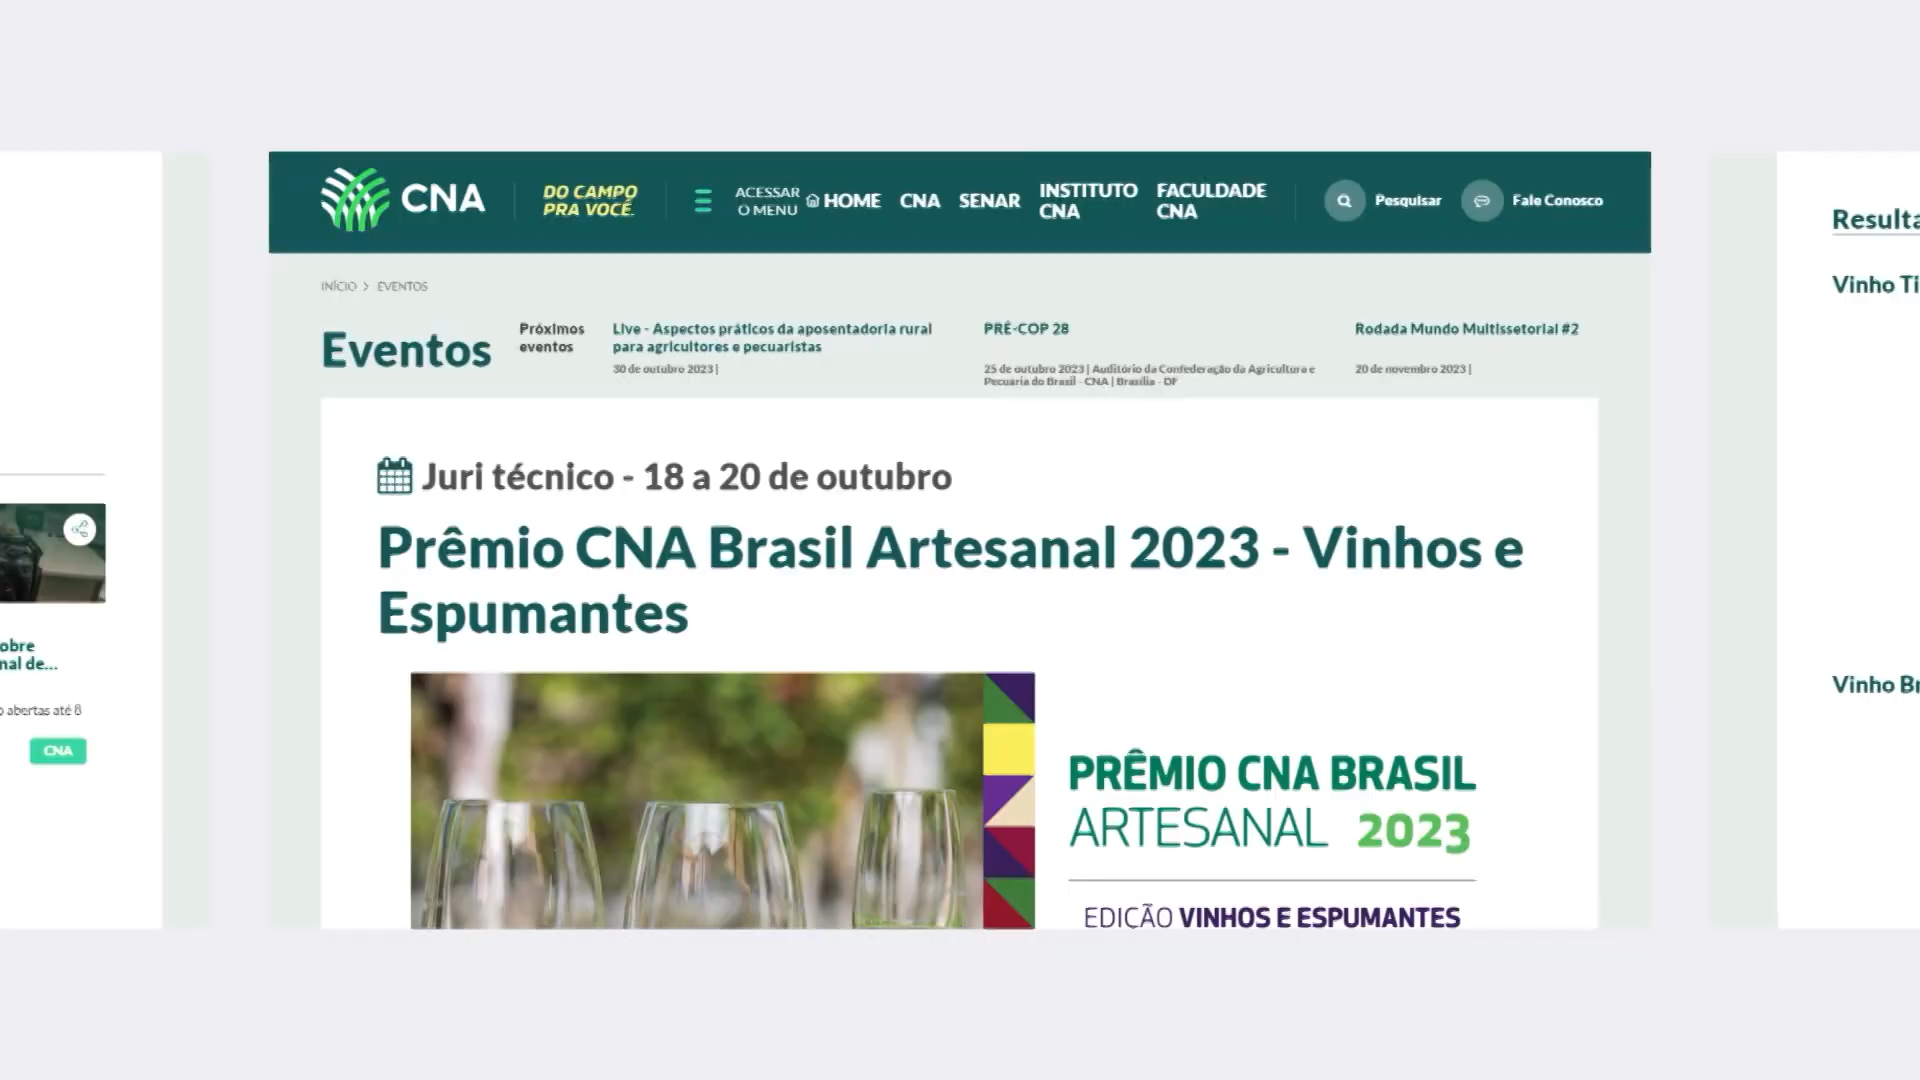 CNA
DO CAMPO
PRA VOCÊ.
ACESSAR
O MENU
HOME
CNA
SENAR
INSTITUTO
CNA
FACULDADE
CNA
Pesquisar
Fale Conosco
INÍCIO > EVENTOS
Eventos
Próximos
eventos
Live - Aspectos práticos da aposentadoria rural
para agricultores e pecuaristas
30 de outubro 2023 |
PRÉ-COP 28
25 de outubro 2023 | Auditório da Confederação da Agricultura e
Pecuária do Brasil - CNA | Brasília - DF
Rodada Mundo Multissetorial #2
20 de novembro 2023 |
Juri técnico - 18 a 20 de outubro
Prêmio CNA Brasil Artesanal 2023 - Vinhos e
Espumantes
PRÊMIO CNA BRASIL
ARTESANAL 2023
EDIÇÃO VINHOS E ESPUMANTES
obre
nal de...
o abertas até 8
CNA
Resulta
Vinho Ti
Vinho Br